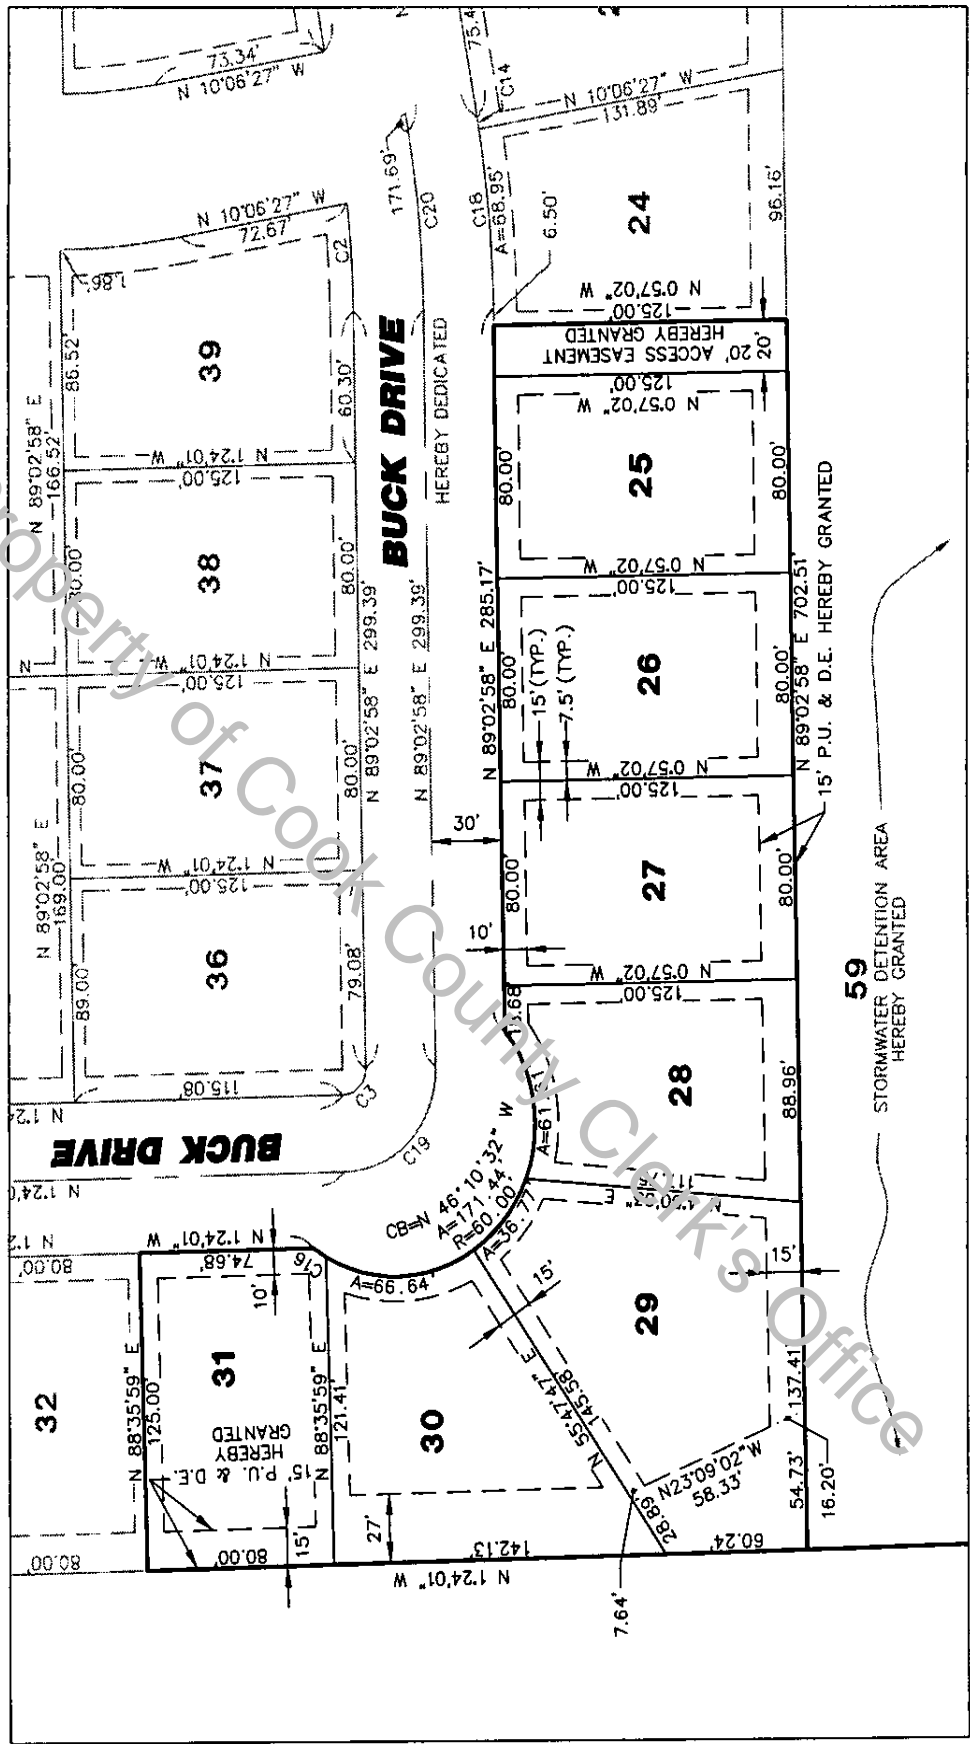 73.34'
N 10°06'27" W
75.4
C14
N 10°06'27" W
131.89'
171.69'
C20
C18
A=68.95'
24
96.16'
6.50'
N 0°57'02" W
125.00'
20' ACCESS EASEMENT
HEREBY GRANTED
20'
125.00'
N 0°57'02" W
N 10°06'27" W
72.67'
C2
1.86'
N 89°02'58" E
166.52'
86.52'
39
60.30'
N 1°24'01" W
125.00'
BUCK DRIVE
HEREBY DEDICATED
80.00'
25
80.00'
N 0°57'02" W
125.00'
80.00'
38
80.00'
N 1°24'01" W
125.00'
N
N 89°02'58" E 299.39'
N 89°02'58" E 299.39'
N 89°02'58" E 285.17'
80.00'
26
80.00'
15' (TYP.)
7.5' (TYP.)
N 0°57'02" W
125.00'
N 89°02'58" E 702.51'
15' P.U. & D.E. HEREBY GRANTED
80.00'
37
80.00'
N 1°24'01" W
125.00'
N 89°02'58" E
169.00'
30'
80.00'
27
80.00'
10'
N 0°57'02" W
125.00'
89.00'
36
79.08'
115.08'
C3
28
88.96'
59
STORMWATER DETENTION AREA
HEREBY GRANTED
BUCK DRIVE
C19
CB=N 46°10'32" W
A=171.44'
R=60.00'
A=36.77'
N 1°24'01" W
74.68'
10'
80.00'
A=69.64'
15'
29
15'
137.41'
32
N 88°35'59" E
125.00'
31
15' P.U. & D.E.
HEREBY
GRANTED
N 88°35'59" E
121.41'
30
N 55°47'47" E
145.58'
28.89'
N23°09'02"W
58.33'
54.73'
16.20'
80.00'
80.00'
15'
27'
142.13'
N 1°24'01" W
60.24'
7.64'
Property of Cook County Clerk's Office